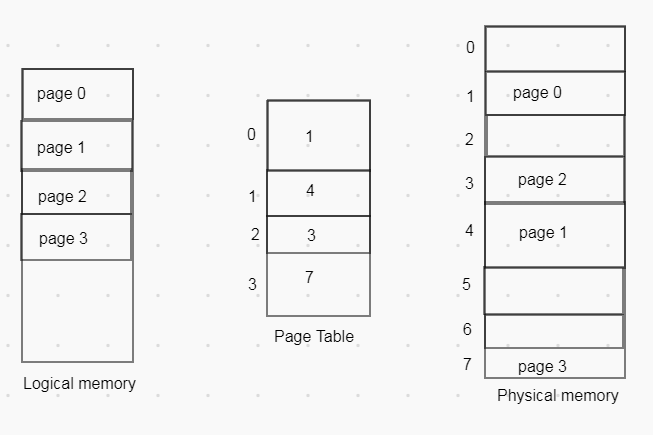 page 0
page 1
page 2
page 3
Logical memory
0 1
1 4
2 3
3 7
Page Table
0
1 page 0
2
3 page 2
4 page 1
5
6
7 page 3
Physical memory